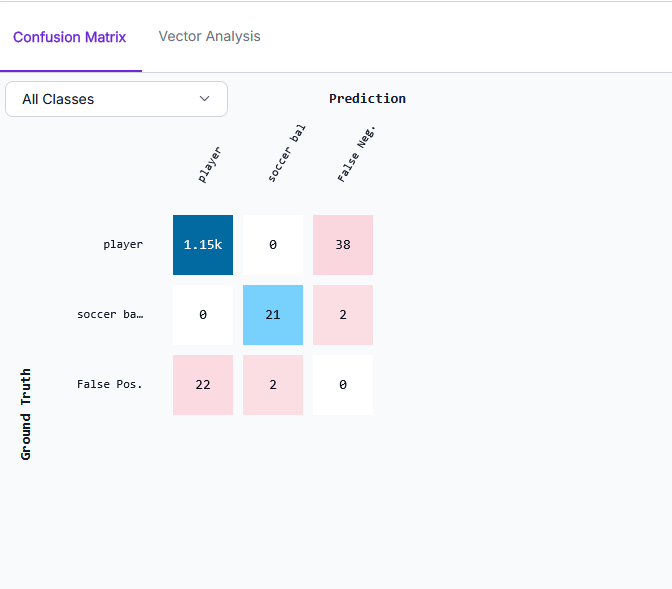 Confusion Matrix Vector Analysis
All Classes
Prediction
player soccer bal False Neg.
player 1.15k 0 38
soccer ba… 0 21 2
False Pos. 22 2 0
Ground Truth